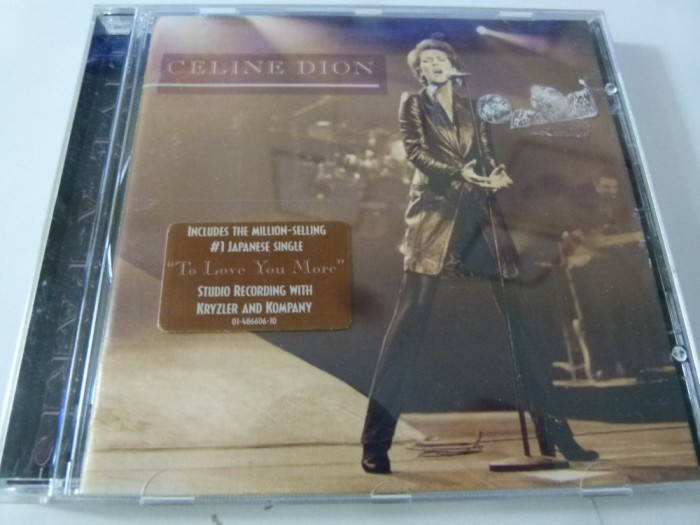 CELINE DION
INCLUDES THE MILLION-SELLING
#1 JAPANESE SINGLE
"To Love You More"
STUDIO RECORDING WITH
KRYZLER AND KOMPANY
01-486606-10